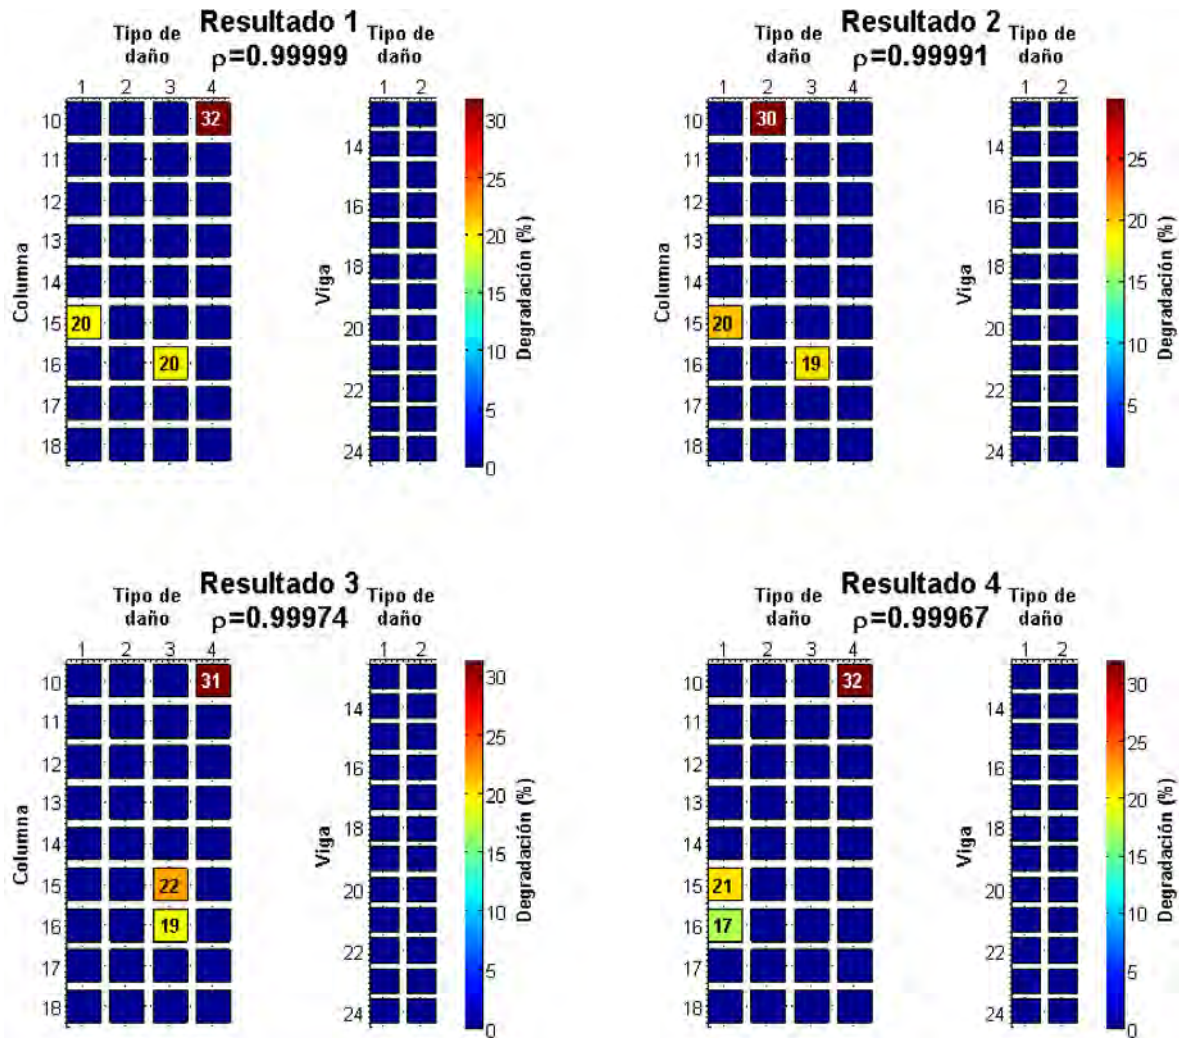 Resultado 1
Tipo de daño
ρ=0.99999
Tipo de daño
1 2 3 4
1 2
Columna
10 32
11
12
13
14
15 20
16 20
17
18
Viga
14
16
18
20
22
24
30
25
20
15
10
5
0
Degradación (%)
Resultado 2
Tipo de daño
ρ=0.99991
Tipo de daño
1 2 3 4
1 2
Columna
10 30
11
12
13
14
15 20
16 19
17
18
Viga
14
16
18
20
22
24
25
20
15
10
5
Degradación (%)
Resultado 3
Tipo de daño
ρ=0.99974
Tipo de daño
1 2 3 4
1 2
Columna
10 31
11
12
13
14
15 22
16 19
17
18
Viga
14
16
18
20
22
24
30
25
20
15
10
5
0
Degradación (%)
Resultado 4
Tipo de daño
ρ=0.99967
Tipo de daño
1 2 3 4
1 2
Columna
10 32
11
12
13
14
15 21
16 17
17
18
Viga
14
16
18
20
22
24
30
25
20
15
10
5
0
Degradación (%)